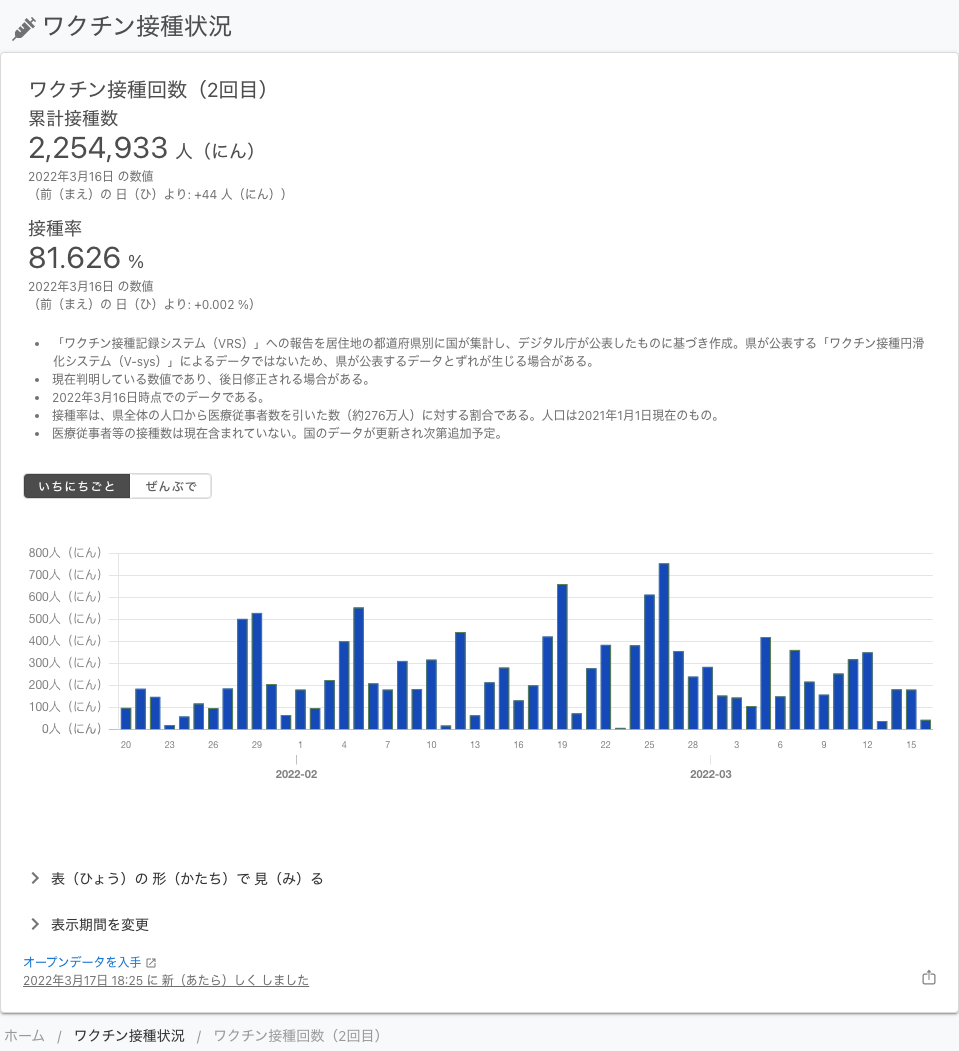 ワクチン接種状況
ワクチン接種回数（2回目）
累計接種数
2,254,933 人（にん）
2022年3月16日 の数値
（前（まえ）の 日（ひ）より: +44 人（にん））
接種率
81.626 %
2022年3月16日 の数値
（前（まえ）の 日（ひ）より: +0.002 %）
• 「ワクチン接種記録システム（VRS）」への報告を居住地の都道府県別に国が集計し、デジタル庁が公表したものに基づき作成。県が公表する「ワクチン接種円滑
化システム（V-sys）」によるデータではないため、県が公表するデータとずれが生じる場合がある。
• 現在判明している数値であり、後日修正される場合がある。
• 2022年3月16日時点でのデータである。
• 接種率は、県全体の人口から医療従事者数を引いた数（約276万人）に対する割合である。人口は2021年1月1日現在のもの。
• 医療従事者等の接種数は現在含まれていない。国のデータが更新され次第追加予定。
いちにちごと ぜんぶで
800人（にん）
700人（にん）
600人（にん）
500人（にん）
400人（にん）
300人（にん）
200人（にん）
100人（にん）
0人（にん）
20 23 26 29 1 4 7 10 13 16 19 22 25 28 3 6 9 12 15
2022-02 2022-03
表（ひょう）の 形（かたち）で 見（み）る
表示期間を変更
オープンデータを入手
2022年3月17日 18:25 に 新（あたら）しく しました
ホーム / ワクチン接種状況 / ワクチン接種回数（2回目）